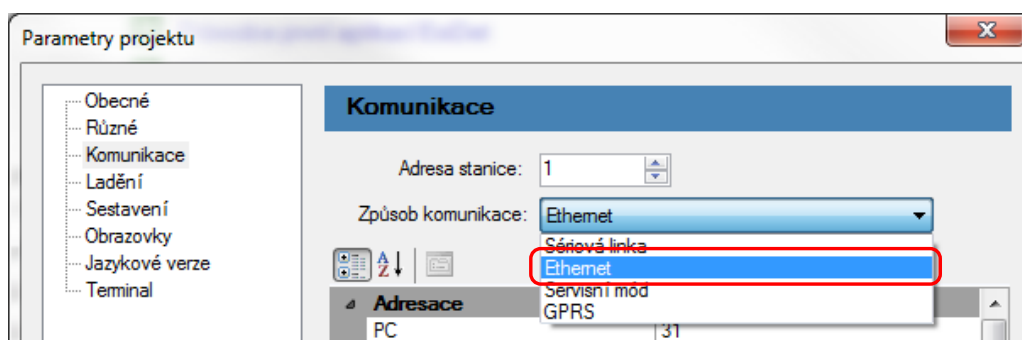 Parametry projektu
Obecné
Různé
Komunikace
Ladění
Sestavení
Obrazovky
Jazykové verze
Terminal
Komunikace
Adresa stanice: 1
Způsob komunikace: Ethernet
Sériová linka
Ethernet
Servisní mód
GPRS
Adresace
PC 31